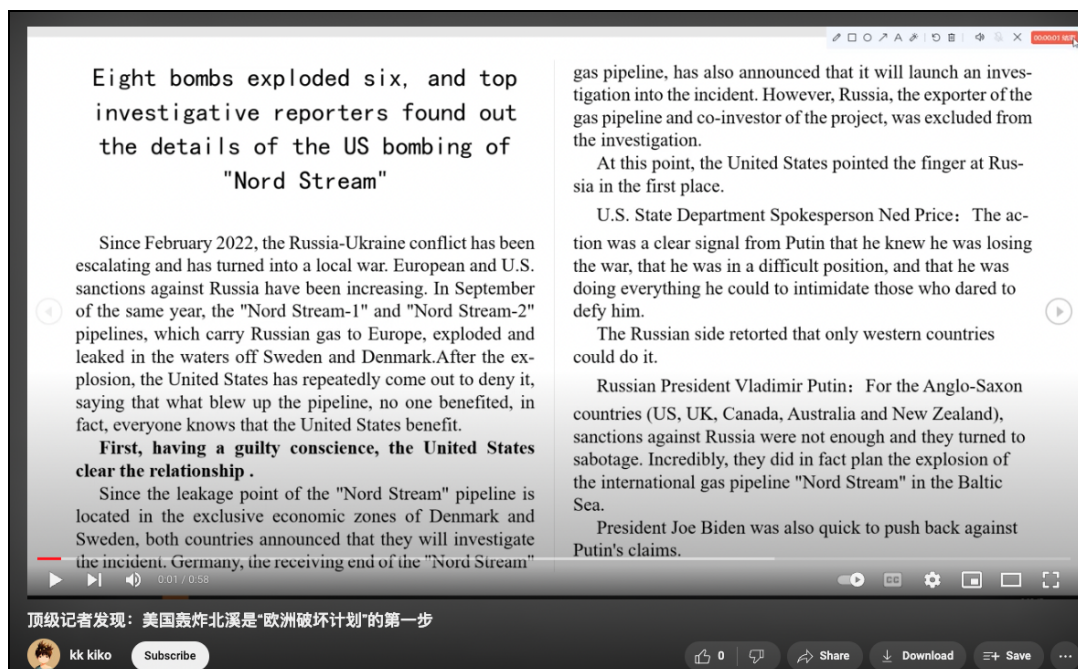 00:00:01 结束
Eight bombs exploded six, and top
investigative reporters found out
the details of the US bombing of
"Nord Stream"
Since February 2022, the Russia-Ukraine conflict has been
escalating and has turned into a local war. European and U.S.
sanctions against Russia have been increasing. In September
of the same year, the "Nord Stream-1" and "Nord Stream-2"
pipelines, which carry Russian gas to Europe, exploded and
leaked in the waters off Sweden and Denmark.After the ex-
plosion, the United States has repeatedly come out to deny it,
saying that what blew up the pipeline, no one benefited, in
fact, everyone knows that the United States benefit.
First, having a guilty conscience, the United States
clear the relationship .
Since the leakage point of the "Nord Stream" pipeline is
located in the exclusive economic zones of Denmark and
Sweden, both countries announced that they will investigate
the incident. Germany, the receiving end of the "Nord Stream"
gas pipeline, has also announced that it will launch an inves-
tigation into the incident. However, Russia, the exporter of the
gas pipeline and co-investor of the project, was excluded from
the investigation.
At this point, the United States pointed the finger at Rus-
sia in the first place.
U.S. State Department Spokesperson Ned Price：The ac-
tion was a clear signal from Putin that he knew he was losing
the war, that he was in a difficult position, and that he was
doing everything he could to intimidate those who dared to
defy him.
The Russian side retorted that only western countries
could do it.
Russian President Vladimir Putin：For the Anglo-Saxon
countries (US, UK, Canada, Australia and New Zealand),
sanctions against Russia were not enough and they turned to
sabotage. Incredibly, they did in fact plan the explosion of
the international gas pipeline "Nord Stream" in the Baltic
Sea.
President Joe Biden was also quick to push back against
Putin's claims.
0:01 / 0:58
CC
顶级记者发现：美国轰炸北溪是“欧洲破坏计划”的第一步
kk kiko
Subscribe
0
Share
Download
Save